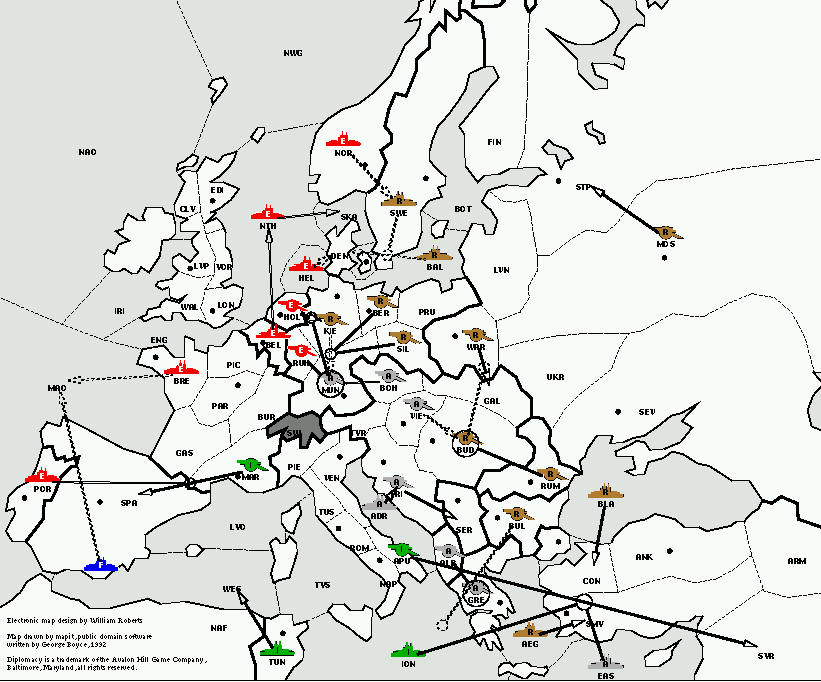 NWG
NAO
FIN
E
NOR
STP
EDI
CLV
R
SWE
R
MOS
E
NTH
SKA
BOT
DEN
R
BAL
E
HEL
LVN
LVP
YOR
IRI
WAL
LON
E
HOL
R
KIE
R
BER
PRU
ENG
E
BEL
E
RUH
R
SIL
R
WAR
E
BRE
PIC
A
MUN
A
BOH
UKR
MAO
PAR
A
VIE
GAL
BUR
SWI
TYR
R
BUD
SEV
GAS
I
MAR
PIE
VEN
E
POR
SPA
A
TRI
A
ADR
R
RUM
R
BLA
TUS
LYO
SER
R
BUL
ROM
I
APU
A
ALB
ANK
ARM
F
WES
TYS
NAP
A
GRE
CON
NAF
I
TUN
I
ION
R
AEG
SMY
A
EAS
SYR
Electronic map design by William Roberts
Map drawn by mapit, public domain software
written by George Boyce, 1992
Diplomacy is a trademark of the Avalon Hill Game Company,
Baltimore, Maryland, all rights reserved.